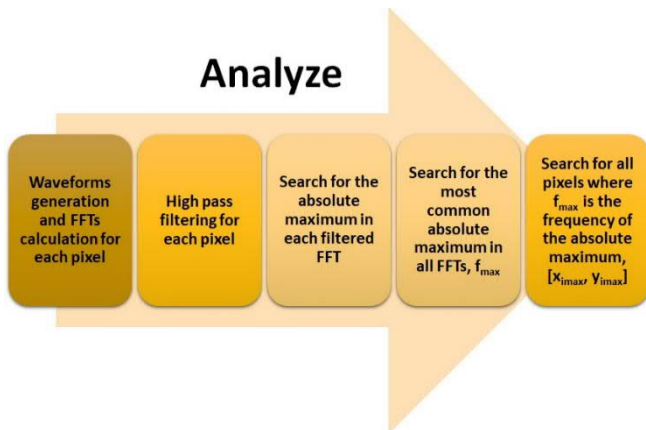 Analyze
Waveforms
generation
and FFTs
calculation for
each pixel
High pass
filtering for
each pixel
Search for the
absolute
maximum in
each filtered
FFT
Search for the
most
common
absolute
maximum in
all FFTs, fmax
Search for all
pixels where
fmax is the
frequency of
the absolute
maximum,
[ximax, yimax]